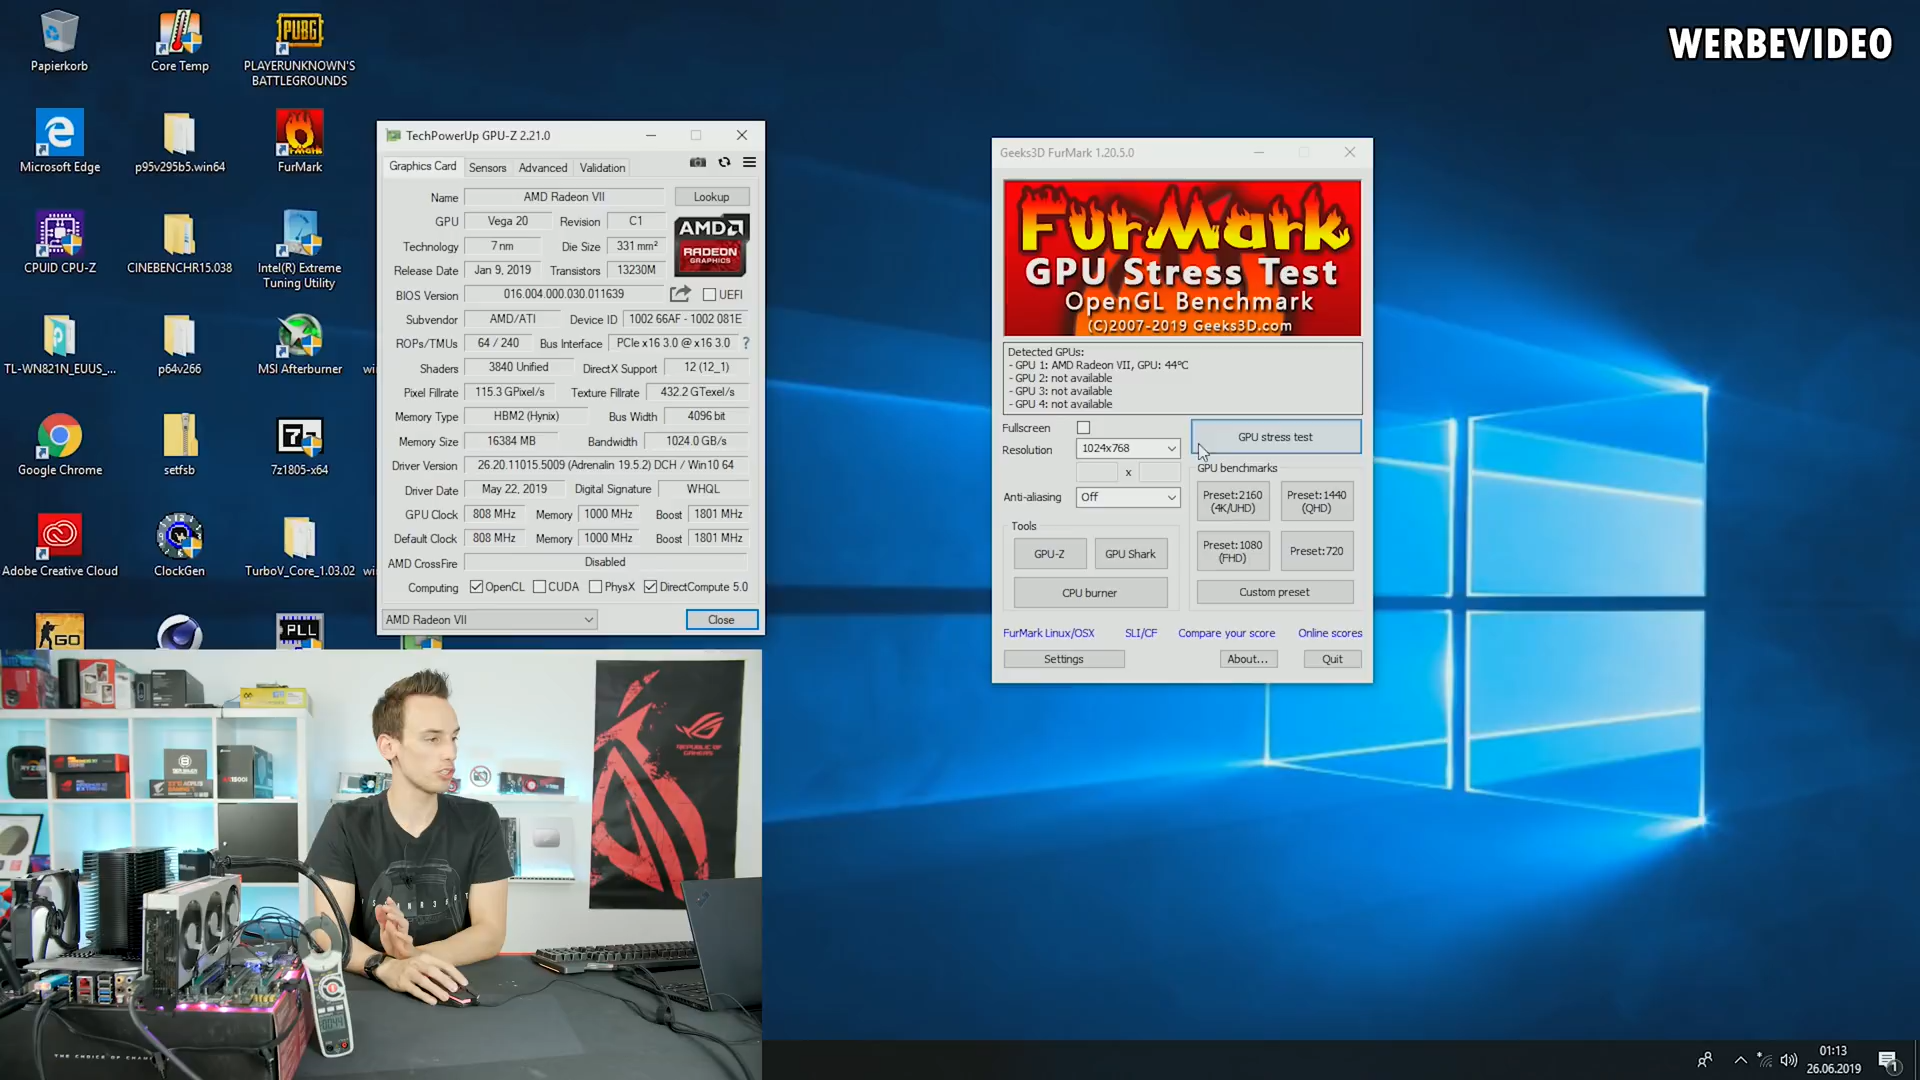 WERBEVIDEO
Papierkorb
Core Temp
PLAYERUNKNOWN'S
BATTLEGROUNDS
PUBG
Microsoft Edge
p95v295b5.win64
FurMark
CPUID CPU-Z
CINEBENCHR15.038
Intel(R) Extreme
Tuning Utility
TL-WN821N_EUUS_...
p64v266
MSI Afterburner
Google Chrome
setfsb
7z1805-x64
Adobe Creative Cloud
ClockGen
TurboV_Core_1.03.02
GO
PLL
TechPowerUp GPU-Z 2.21.0
Graphics Card
Sensors
Advanced
Validation
Name
AMD Radeon VII
Lookup
GPU
Vega 20
Revision
C1
AMD
RADEON
GRAPHICS
Technology
7 nm
Die Size
331 mm²
Release Date
Jan 9, 2019
Transistors
13230M
BIOS Version
016.004.000.030.011639
UEFI
Subvendor
AMD/ATI
Device ID
1002 66AF - 1002 081E
ROPs/TMUs
64 / 240
Bus Interface
PCIe x16 3.0 @ x16 3.0
?
Shaders
3840 Unified
DirectX Support
12 (12_1)
Pixel Fillrate
115.3 GPixel/s
Texture Fillrate
432.2 GTexel/s
Memory Type
HBM2 (Hynix)
Bus Width
4096 bit
Memory Size
16384 MB
Bandwidth
1024.0 GB/s
Driver Version
26.20.11015.5009 (Adrenalin 19.5.2) DCH / Win10 64
Driver Date
May 22, 2019
Digital Signature
WHQL
GPU Clock
808 MHz
Memory
1000 MHz
Boost
1801 MHz
Default Clock
808 MHz
Memory
1000 MHz
Boost
1801 MHz
AMD CrossFire
Disabled
Computing
OpenCL
CUDA
PhysX
DirectCompute 5.0
AMD Radeon VII
Close
Geeks3D FurMark 1.20.5.0
FurMark
GPU Stress Test
OpenGL Benchmark
(C)2007-2019 Geeks3D.com
Detected GPUs:
- GPU 1: AMD Radeon VII, GPU: 44°C
- GPU 2: not available
- GPU 3: not available
- GPU 4: not available
Fullscreen
GPU stress test
Resolution
1024x768
x
GPU benchmarks
Anti-aliasing
Off
Preset:2160
(4K/UHD)
Preset:1440
(QHD)
Tools
GPU-Z
GPU Shark
Preset:1080
(FHD)
Preset:720
CPU burner
Custom preset
FurMark Linux/OSX
SLI/CF
Compare your score
Online scores
Settings
About...
Quit
REPUBLIC OF
GAMERS
RYZEN
THE CHOICE OF
01:13
26.06.2019
1